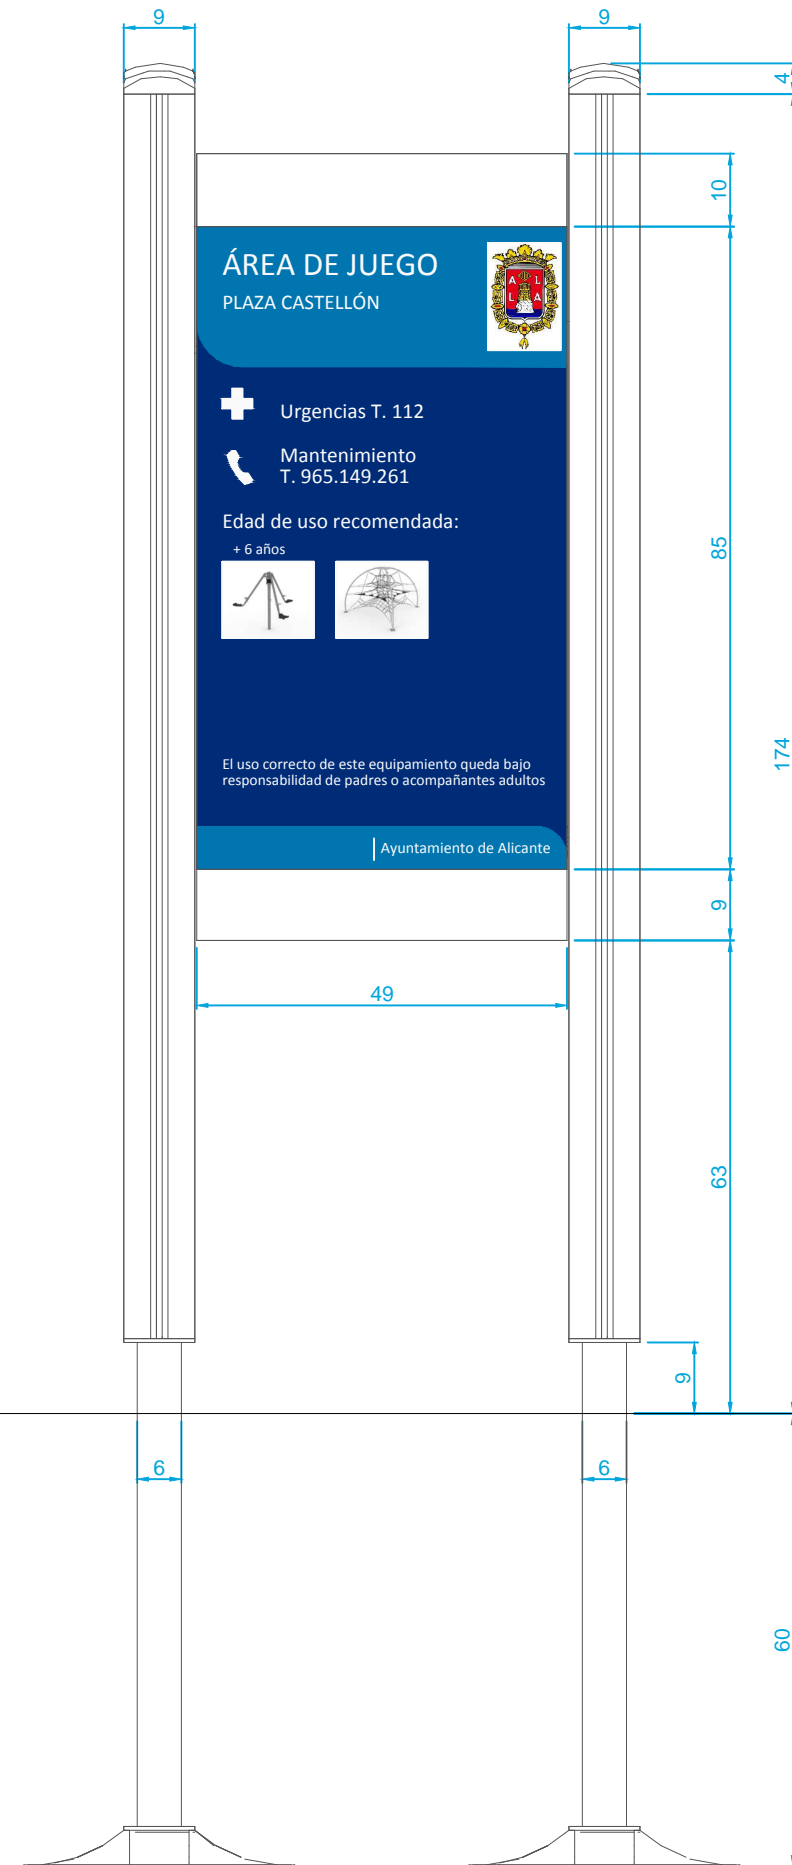 9
9
4
10
ÁREA DE JUEGO
PLAZA CASTELLÓN
A L
L A
Urgencias T. 112
Mantenimiento
T. 965.149.261
Edad de uso recomendada:
+ 6 años
85
174
El uso correcto de este equipamiento queda bajo
responsabilidad de padres o acompañantes adultos
Ayuntamiento de Alicante
9
49
63
9
6
6
60